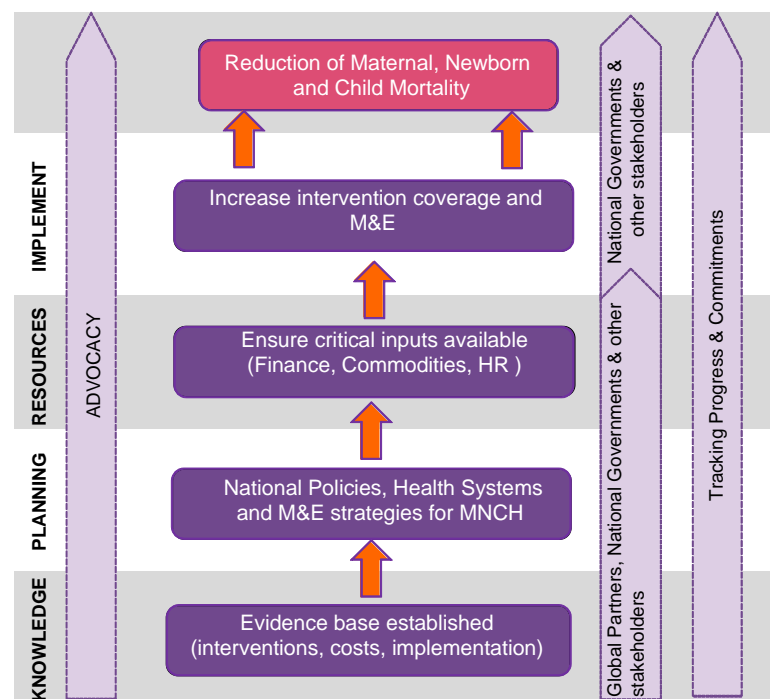 Reduction of Maternal, Newborn
and Child Mortality
IMPLEMENT
Increase intervention coverage and
M&E
RESOURCES
Ensure critical inputs available
(Finance, Commodities, HR )
PLANNING
National Policies, Health Systems
and M&E strategies for MNCH
KNOWLEDGE
Evidence base established
(interventions, costs, implementation)
ADVOCACY
National Governments &
other stakeholders
Global Partners, National Governments & other
stakeholders
Tracking Progress & Commitments